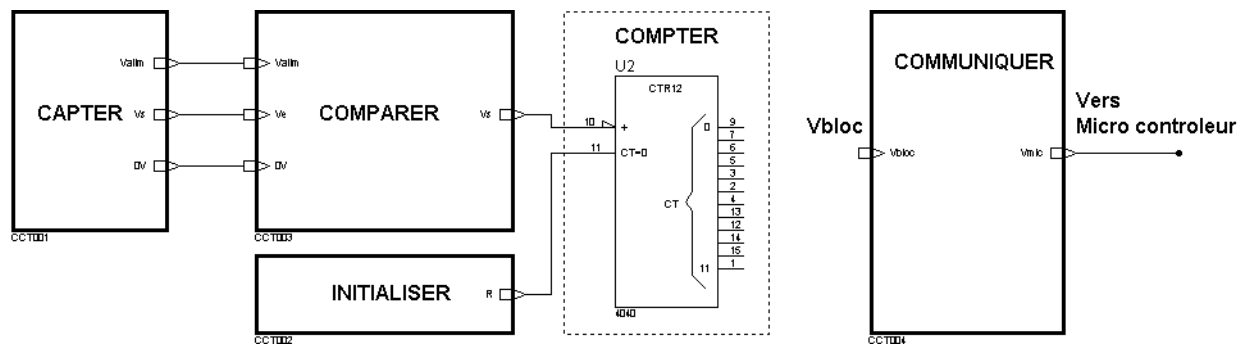 CAPTER
Valim
Vs
0V
CCT001
COMPARER
Valim
Ve
0V
Vs
CCT003
INITIALISER
R
CCT002
COMPTER
U2
CTR12
10
+
11
CT=0
CT
0
11
9
7
6
5
3
2
4
13
12
14
15
1
4040
COMMUNIQUER
Vbloc
Vbloc
Vmic
CCT004
Vers
Micro controleur